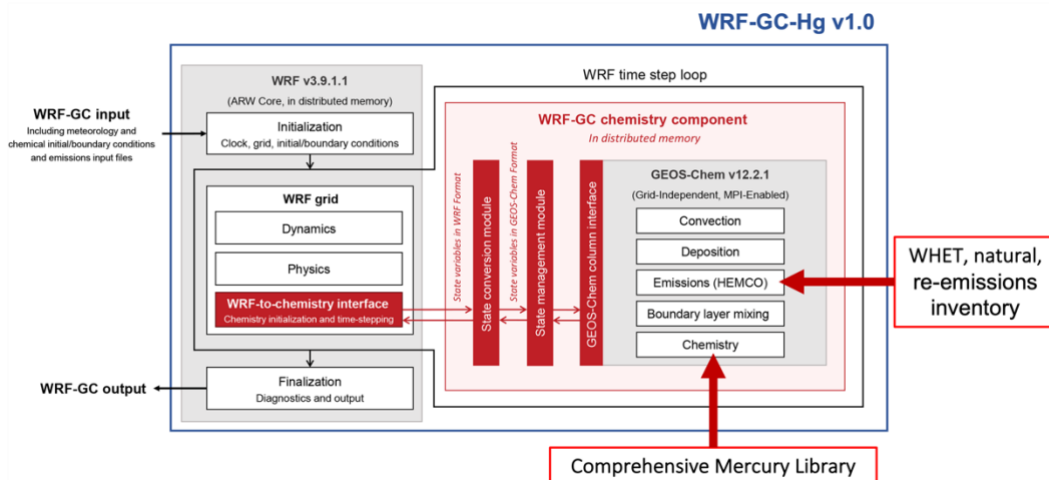 WRF-GC-Hg v1.0
WRF v3.9.1.1
(ARW Core, in distributed memory)
WRF time step loop
WRF-GC input
Including meteorology and
chemical initial/boundary conditions
and emissions input files
Initialization
Clock, grid, initial/boundary conditions
WRF grid
Dynamics
Physics
WRF-to-chemistry interface
Chemistry initialization and time-stepping
WRF-GC output
Finalization
Diagnostics and output
WRF-GC chemistry component
In distributed memory
State variables in WRF Format
State conversion module
State variables in GEOS-Chem Format
State management module
GEOS-Chem column interface
GEOS-Chem v12.2.1
(Grid-Independent, MPI-Enabled)
Convection
Deposition
Emissions (HEMCO)
Boundary layer mixing
Chemistry
WHET, natural,
re-emissions
inventory
Comprehensive Mercury Library